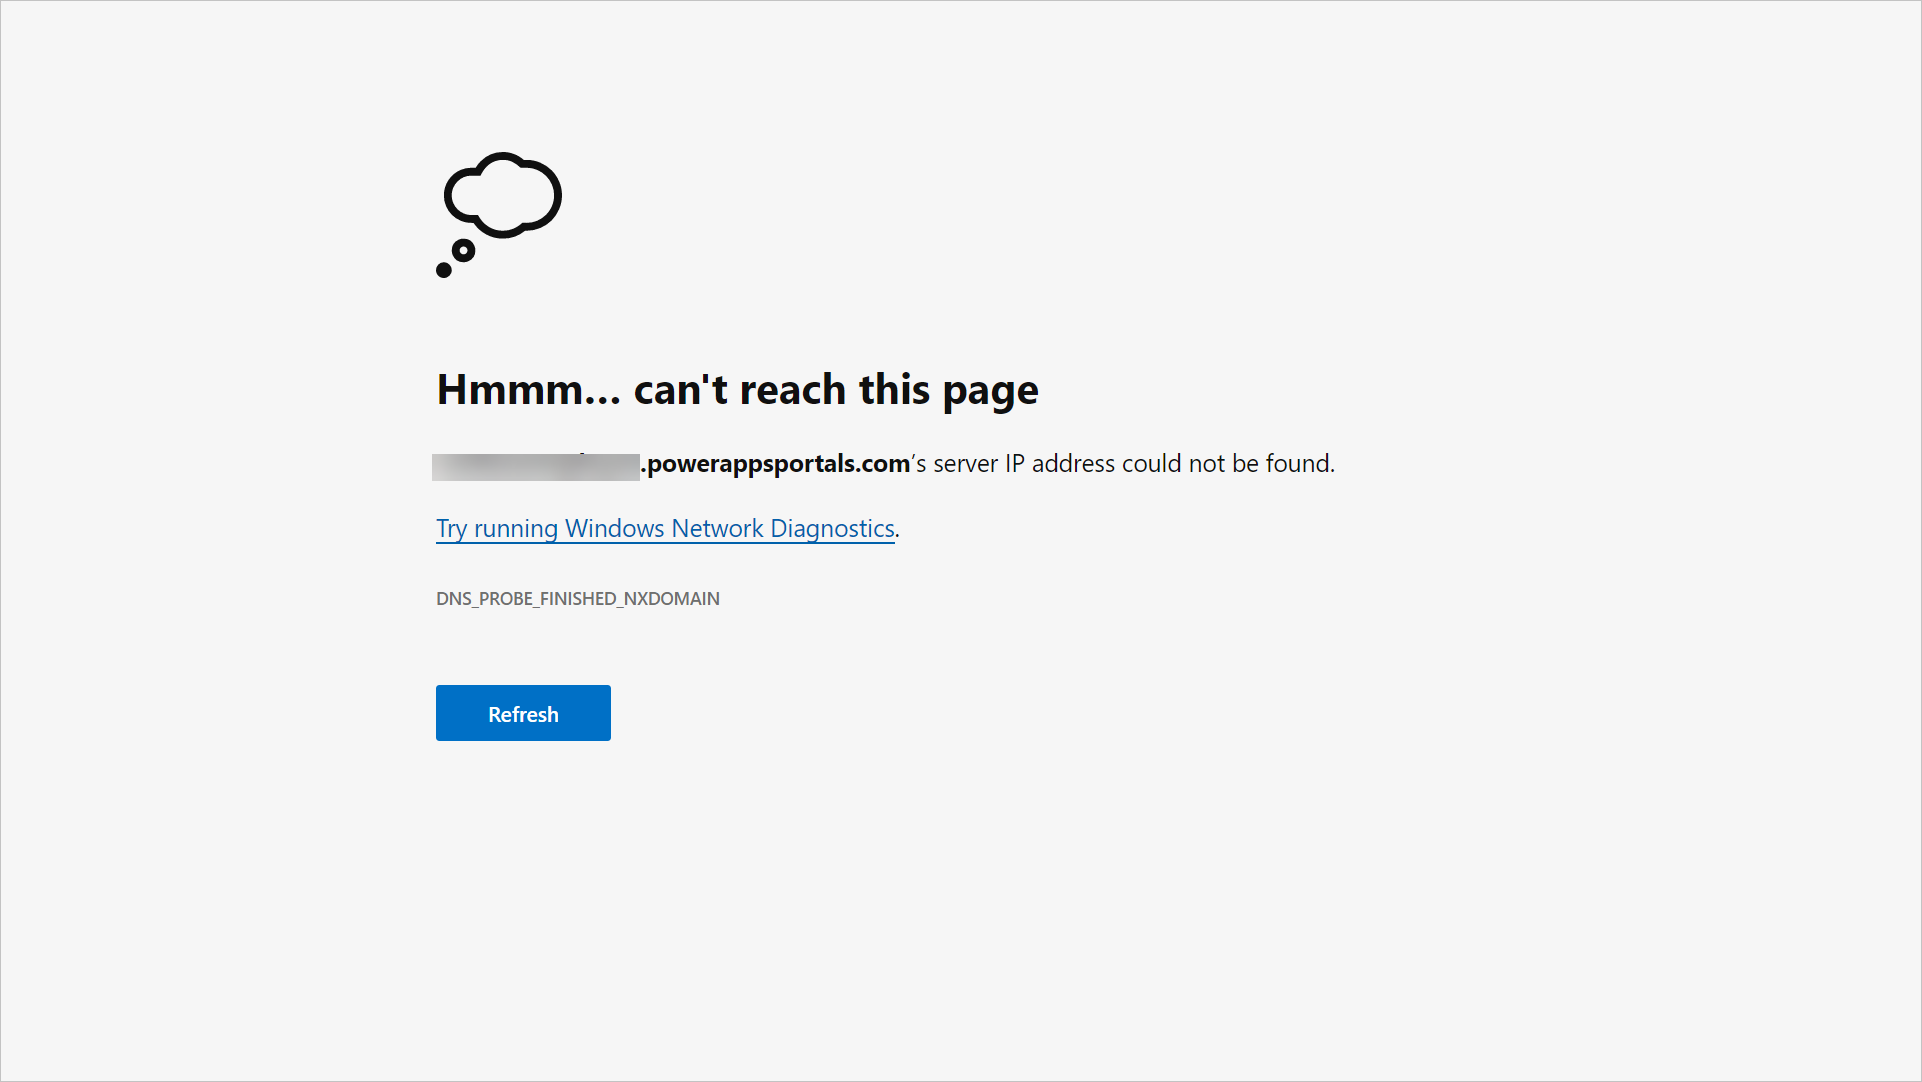 Hmmm... can't reach this page
.powerappsportals.com's server IP address could not be found.
Try running Windows Network Diagnostics.
DNS_PROBE_FINISHED_NXDOMAIN
Refresh